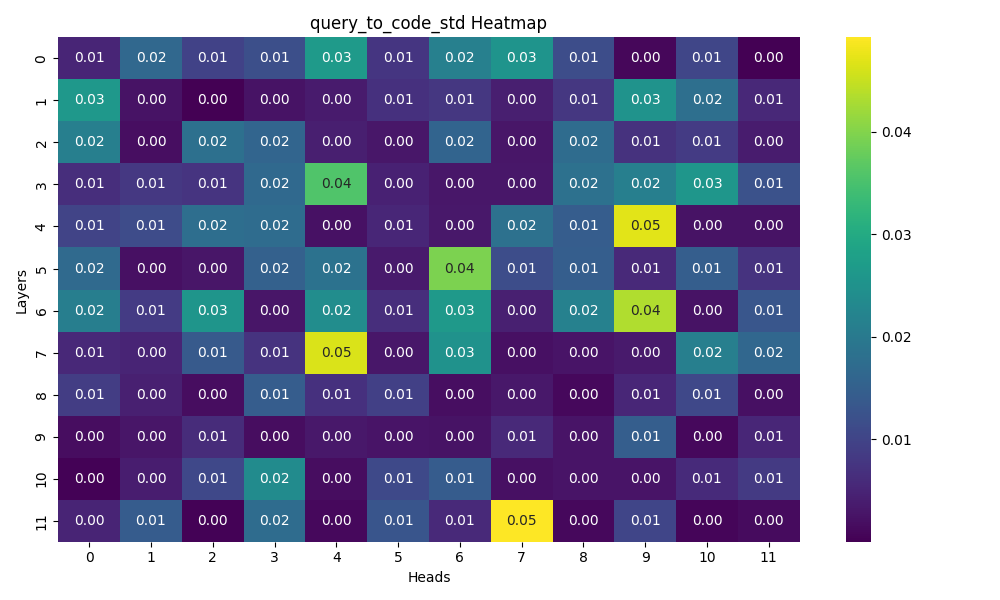 query_to_code_std Heatmap
0 0.01 0.02 0.01 0.01 0.03 0.01 0.02 0.03 0.01 0.00 0.01 0.00
1 0.03 0.00 0.00 0.00 0.00 0.01 0.01 0.00 0.01 0.03 0.02 0.01
2 0.02 0.00 0.02 0.02 0.00 0.00 0.02 0.00 0.02 0.01 0.01 0.00
3 0.01 0.01 0.01 0.02 0.04 0.00 0.00 0.00 0.02 0.02 0.03 0.01
4 0.01 0.01 0.02 0.02 0.00 0.01 0.00 0.02 0.01 0.05 0.00 0.00
5 0.02 0.00 0.00 0.02 0.02 0.00 0.04 0.01 0.01 0.01 0.01 0.01
6 0.02 0.01 0.03 0.00 0.02 0.01 0.03 0.00 0.02 0.04 0.00 0.01
7 0.01 0.00 0.01 0.01 0.05 0.00 0.03 0.00 0.00 0.00 0.02 0.02
8 0.01 0.00 0.00 0.01 0.01 0.01 0.00 0.00 0.00 0.01 0.01 0.00
9 0.00 0.00 0.01 0.00 0.00 0.00 0.00 0.01 0.00 0.01 0.00 0.01
10 0.00 0.00 0.01 0.02 0.00 0.01 0.01 0.00 0.00 0.00 0.01 0.01
11 0.00 0.01 0.00 0.02 0.00 0.01 0.01 0.05 0.00 0.01 0.00 0.00
0 1 2 3 4 5 6 7 8 9 10 11
Heads
Layers
0.04
0.03
0.02
0.01